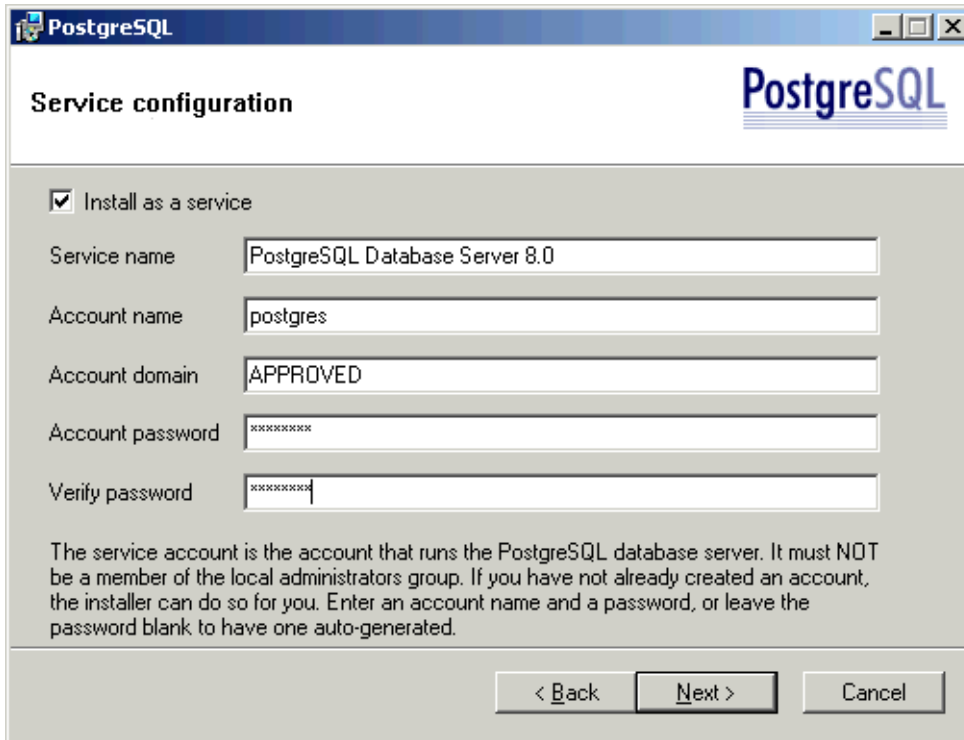 PostgreSQL
Service configuration
PostgreSQL
Install as a service
Service name PostgreSQL Database Server 8.0
Account name postgres
Account domain APPROVED
Account password ********
Verify password ********
The service account is the account that runs the PostgreSQL database server. It must NOT
be a member of the local administrators group. If you have not already created an account,
the installer can do so for you. Enter an account name and a password, or leave the
password blank to have one auto-generated.
< Back Next > Cancel